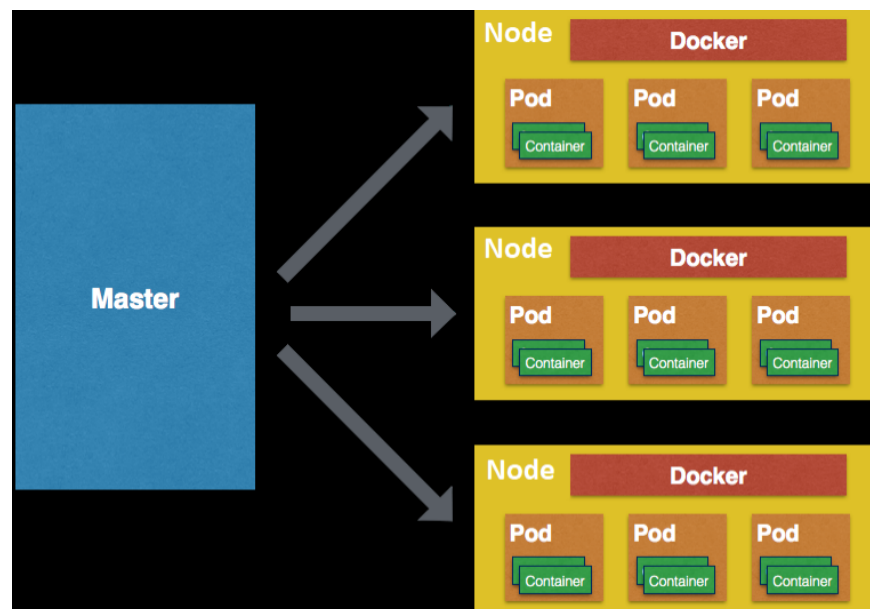 Master
Node
Docker
Pod Pod Pod
Container Container Container
Node
Docker
Pod Pod Pod
Container Container Container
Node
Docker
Pod Pod Pod
Container Container Container